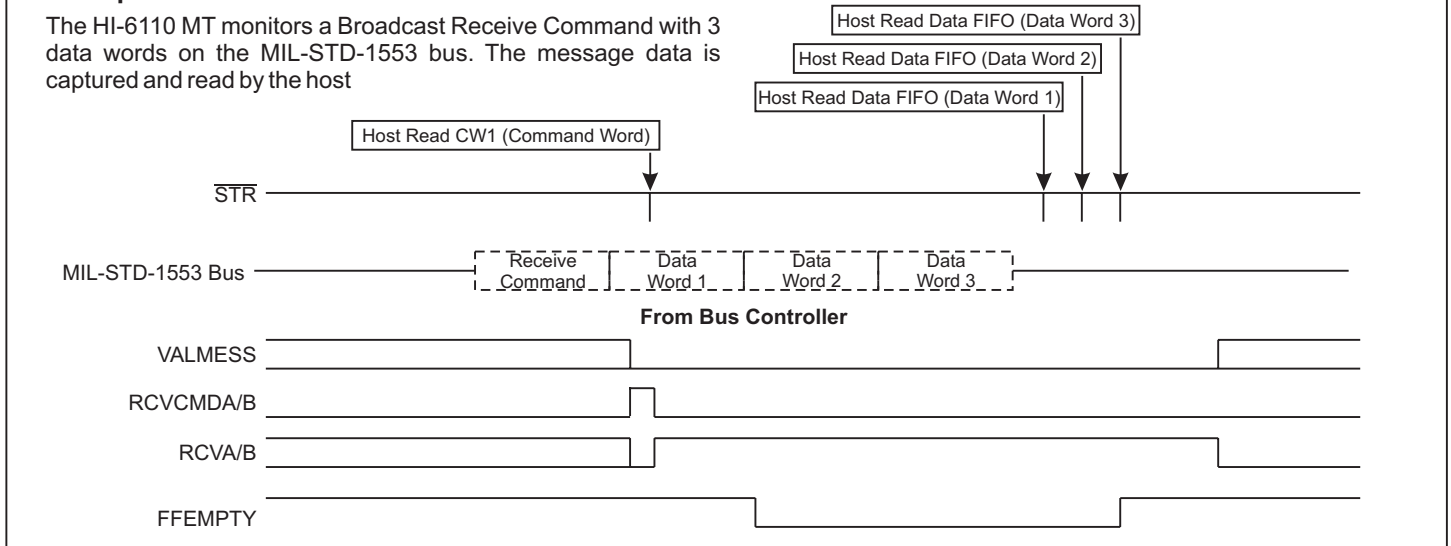 The HI-6110 MT monitors a Broadcast Receive Command with 3
data words on the MIL-STD-1553 bus. The message data is
captured and read by the host
Host Read Data FIFO (Data Word 3)
Host Read Data FIFO (Data Word 2)
Host Read Data FIFO (Data Word 1)
Host Read CW1 (Command Word)
STR
MIL-STD-1553 Bus
Receive
Command
Data
Word 1
Data
Word 2
Data
Word 3
From Bus Controller
VALMESS
RCVCMDA/B
RCVA/B
FFEMPTY